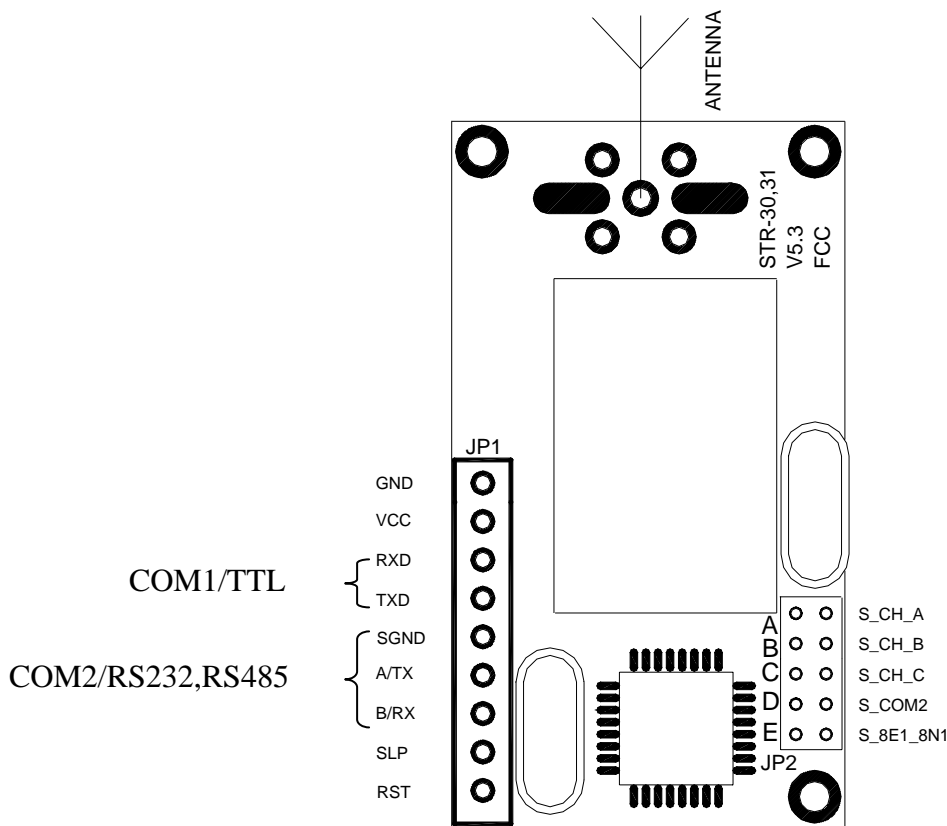 ANTENNA
STR-30,31
V5.3
FCC
JP1
GND
VCC
RXD
TXD
COM1/TTL
SGND
A/TX
B/RX
COM2/RS232,RS485
SLP
RST
A
B
C
D
E
S_CH_A
S_CH_B
S_CH_C
S_COM2
S_8E1_8N1
JP2